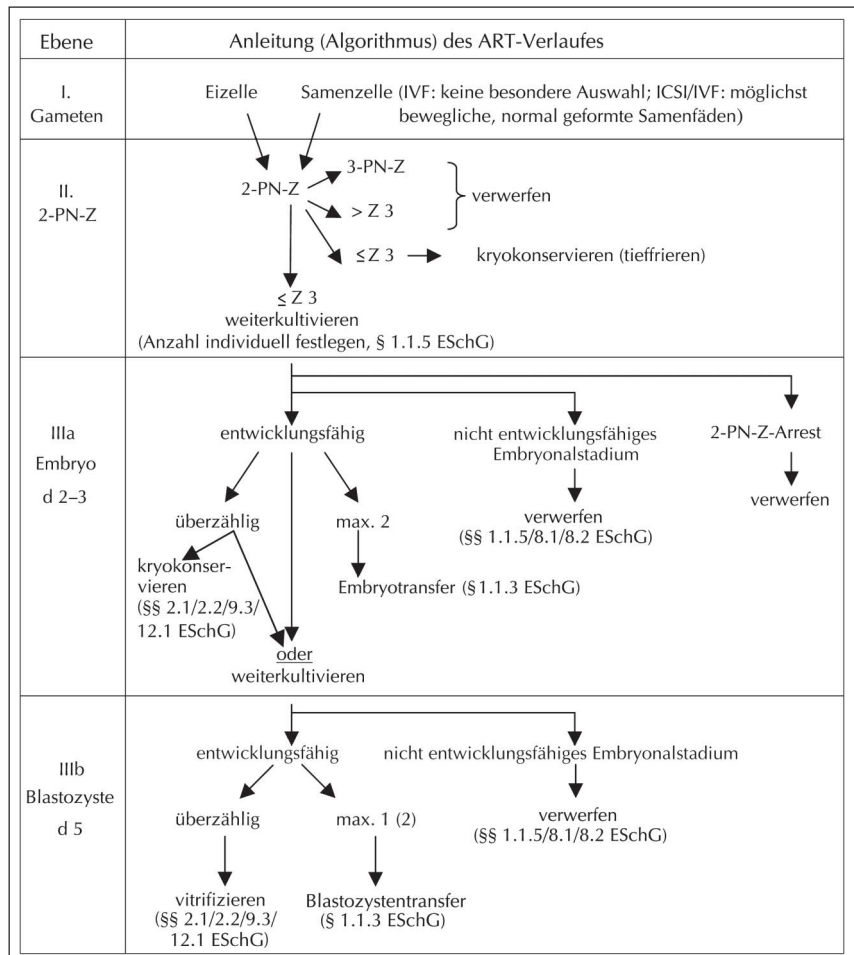 Ebene
Anleitung (Algorithmus) des ART-Verlaufes
I.
Gameten
Eizelle
Samenzelle (IVF: keine besondere Auswahl; ICSI/IVF: möglichst
bewegliche, normal geformte Samenfäden)
II.
2-PN-Z
2-PN-Z
3-PN-Z
> Z 3
verwerfen
≤ Z 3
kryokonservieren (tieffrieren)
≤ Z 3
weiterkultivieren
(Anzahl individuell festlegen, § 1.1.5 ESchG)
IIIa
Embryo
d 2–3
entwicklungsfähig
nicht entwicklungsfähiges
Embryonalstadium
2-PN-Z-Arrest
überzählig
max. 2
verwerfen
(§§ 1.1.5/8.1/8.2 ESchG)
verwerfen
kryokonser-
vieren
(§§ 2.1/2.2/9.3/
12.1 ESchG)
Embryotransfer (§ 1.1.3 ESchG)
oder
weiterkultivieren
IIIb
Blastozyste
d 5
entwicklungsfähig
nicht entwicklungsfähiges Embryonalstadium
überzählig
max. 1 (2)
verwerfen
(§§ 1.1.5/8.1/8.2 ESchG)
vitrifizieren
(§§ 2.1/2.2/9.3/
12.1 ESchG)
Blastozystentransfer
(§ 1.1.3 ESchG)